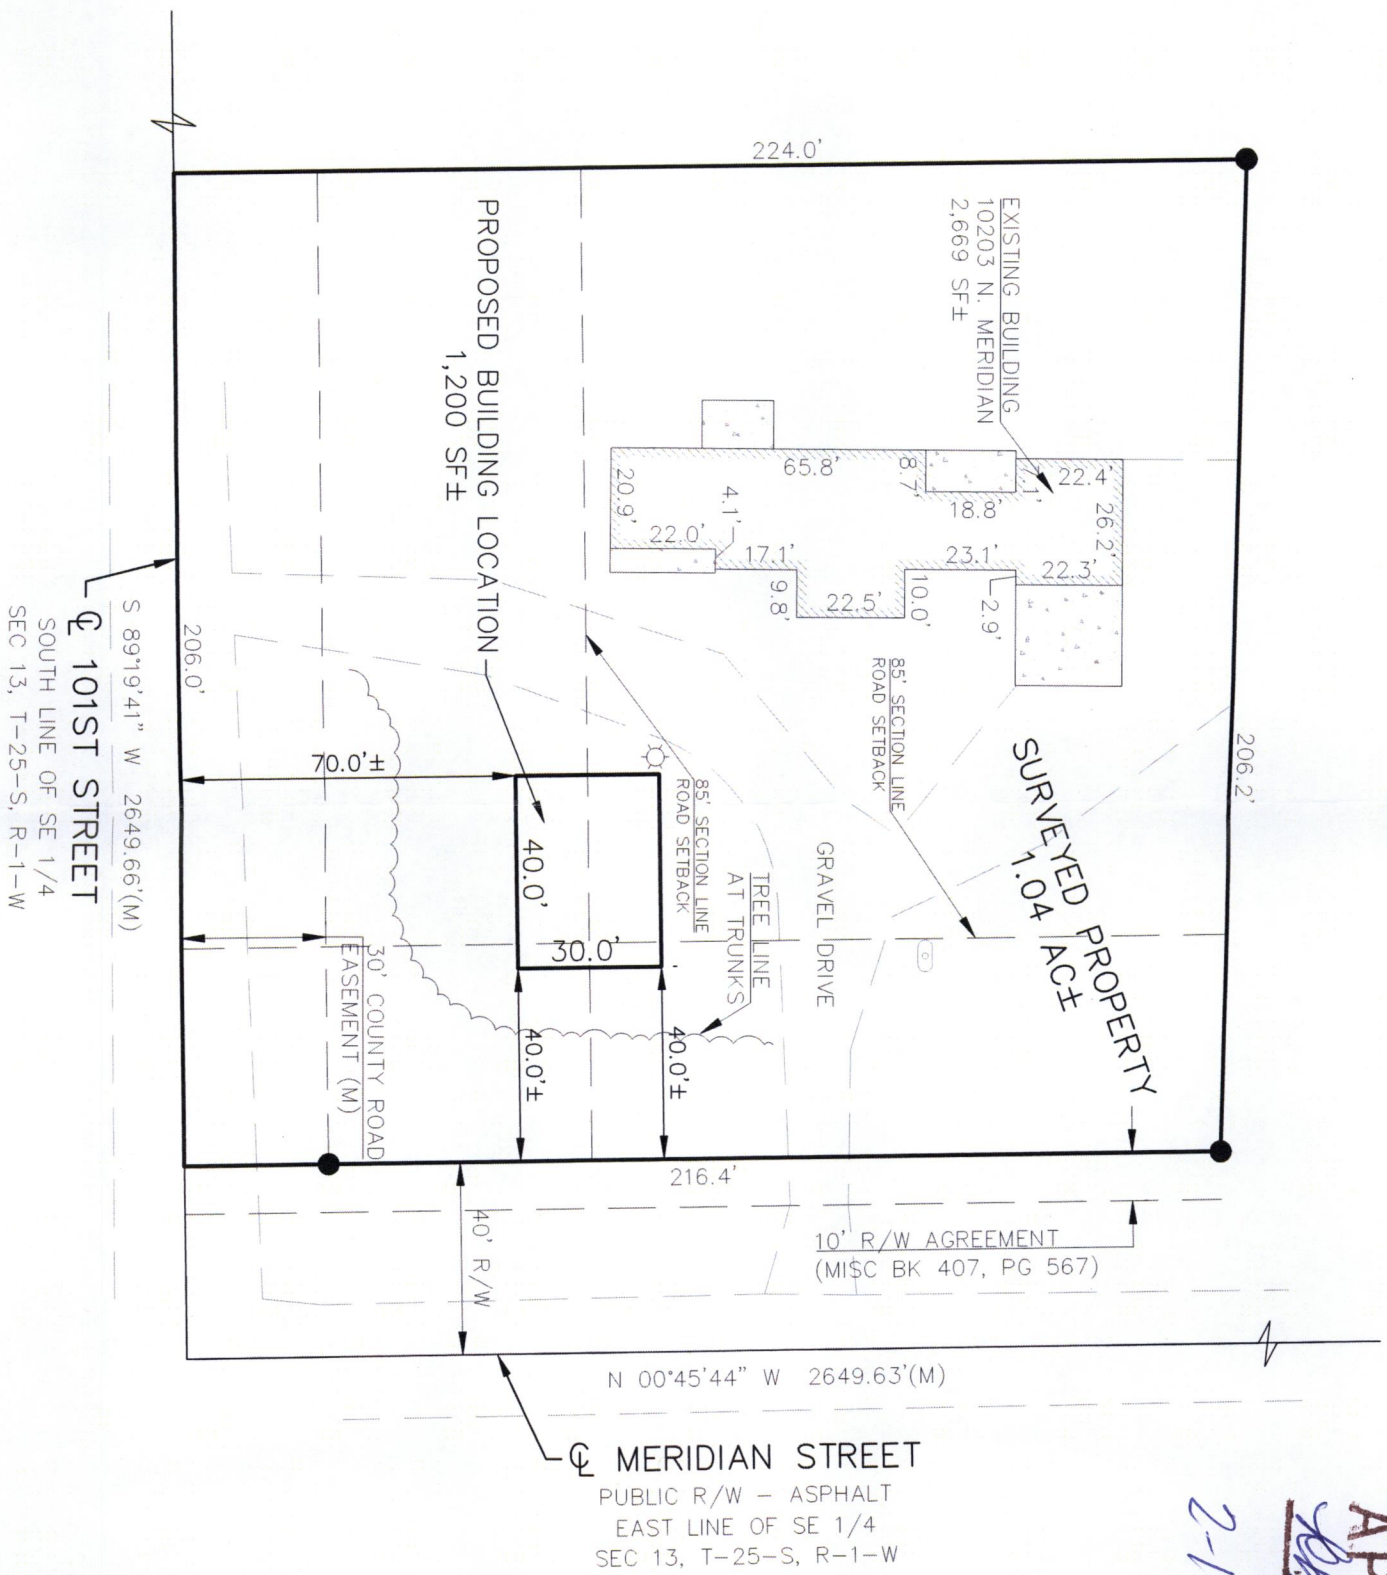 224.0'
EXISTING BUILDING
10203 N. MERIDIAN
2,669 SF±
PROPOSED BUILDING LOCATION
1,200 SF±
65.8'
8.7'
18.8'
22.4'
26.2'
20.9'
4.1'
22.0'
17.1'
9.8'
22.5'
10.0'
23.1'
2.9'
22.3'
85' SECTION LINE
ROAD SETBACK
85' SECTION LINE
ROAD SETBACK
206.2'
SURVEYED PROPERTY
1.04 AC±
206.0'
S 89°19'41" W 2649.66'(M)
℄ 101ST STREET
SOUTH LINE OF SE 1/4
SEC 13, T-25-S, R-1-W
70.0'±
40.0'
30.0'
GRAVEL DRIVE
TREE LINE
AT TRUNKS
30' COUNTY ROAD
EASEMENT (M)
40.0'±
40.0'±
216.4'
40' R/W
10' R/W AGREEMENT
(MISC BK 407, PG 567)
N 00°45'44" W 2649.63'(M)
℄ MERIDIAN STREET
PUBLIC R/W - ASPHALT
EAST LINE OF SE 1/4
SEC 13, T-25-S, R-1-W
AP
2-1